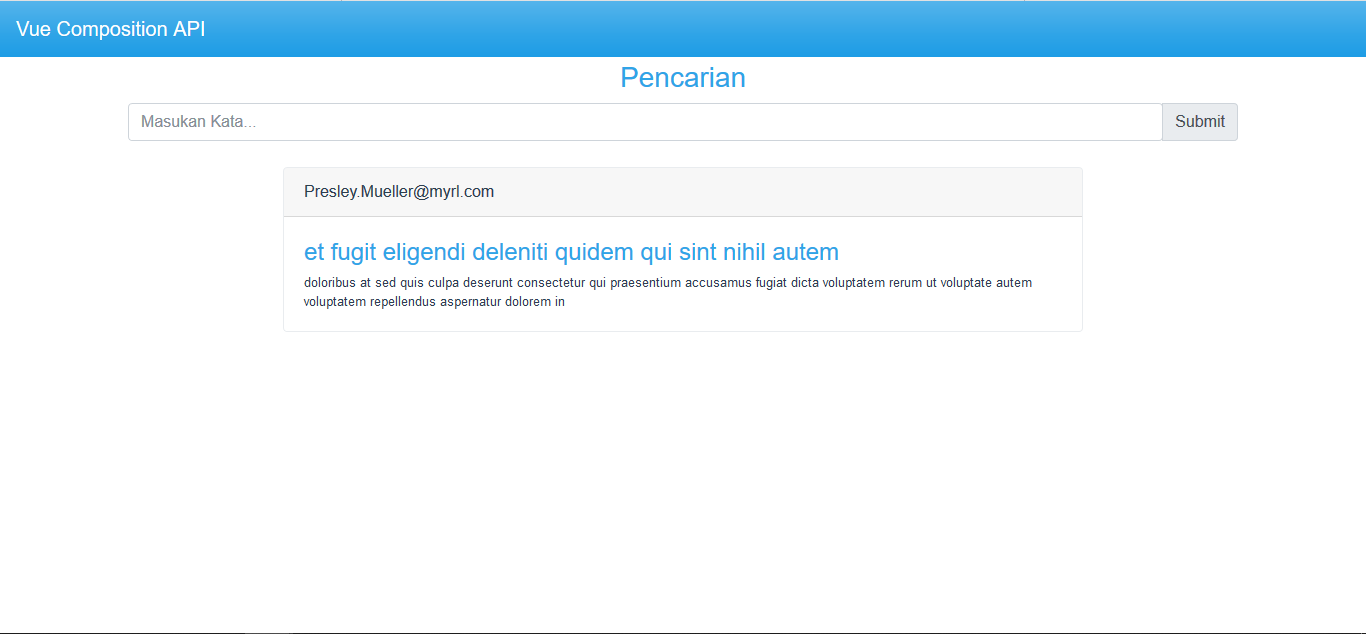 Vue Composition API
Pencarian
Masukan Kata...
Submit
Presley.Mueller@myrl.com
et fugit eligendi deleniti quidem qui sint nihil autem
doloribus at sed quis culpa deserunt consectetur qui praesentium accusamus fugiat dicta voluptatem rerum ut voluptate autem
voluptatem repellendus aspernatur dolorem in